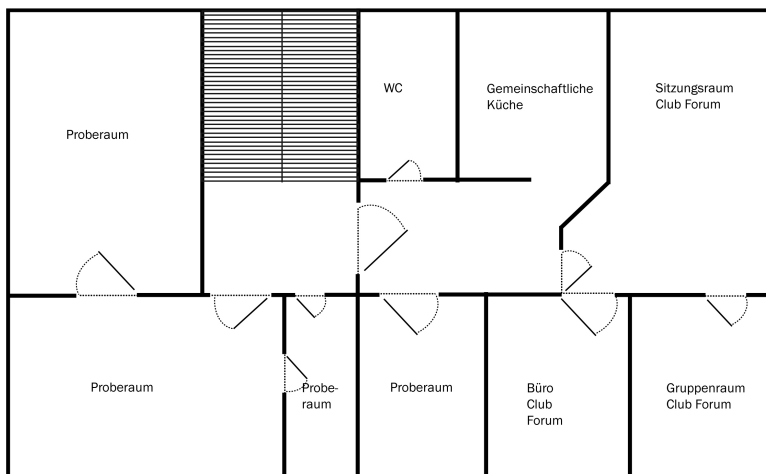 WC
Gemeinschaftliche
Küche
Sitzungsraum
Club Forum
Proberaum
Proberaum
Probe-
raum
Proberaum
Büro
Club
Forum
Gruppenraum
Club Forum